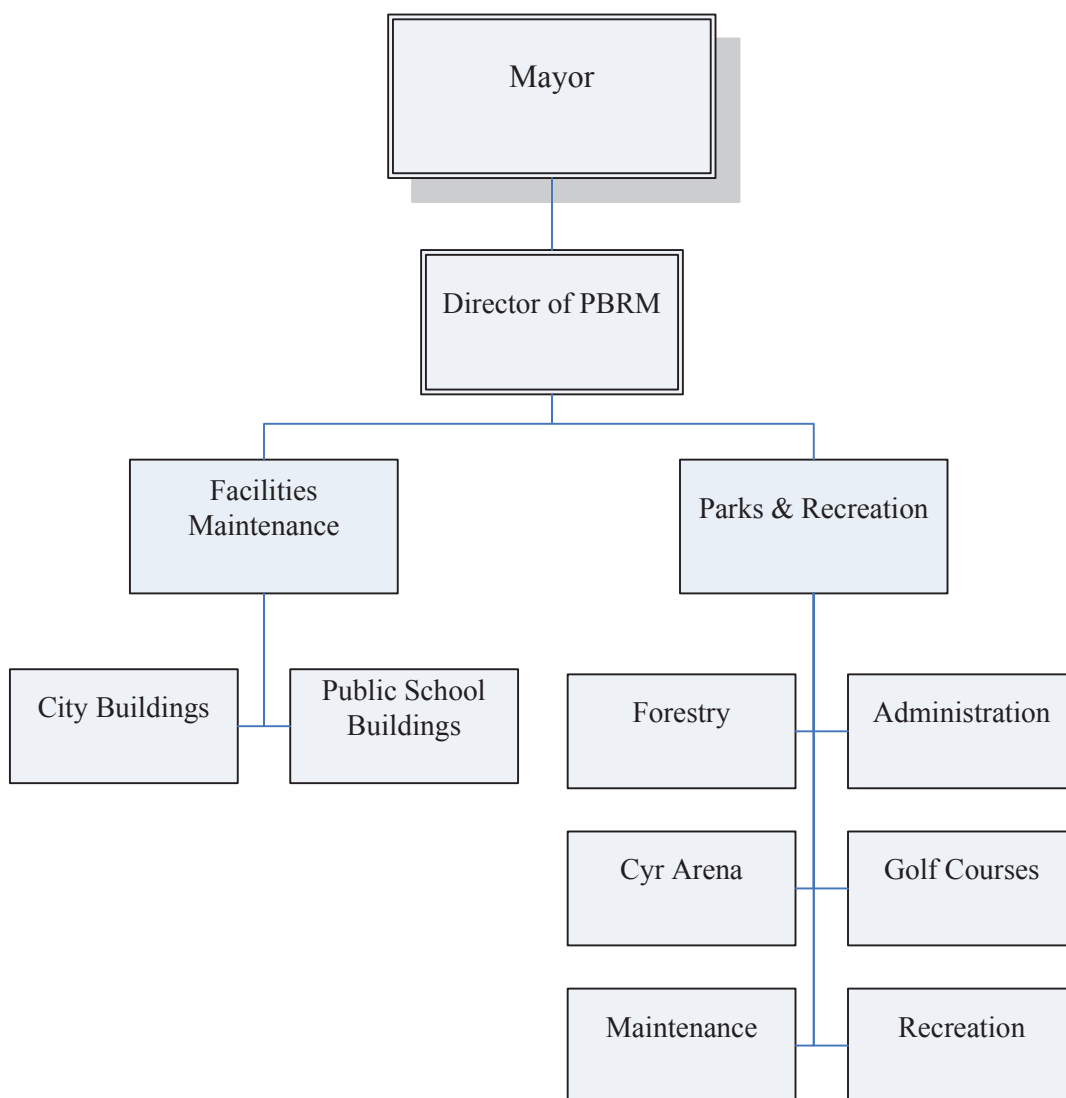 Mayor
Director of PBRM
Facilities
Maintenance
Parks & Recreation
City Buildings
Public School
Buildings
Forestry
Administration
Cyr Arena
Golf Courses
Maintenance
Recreation